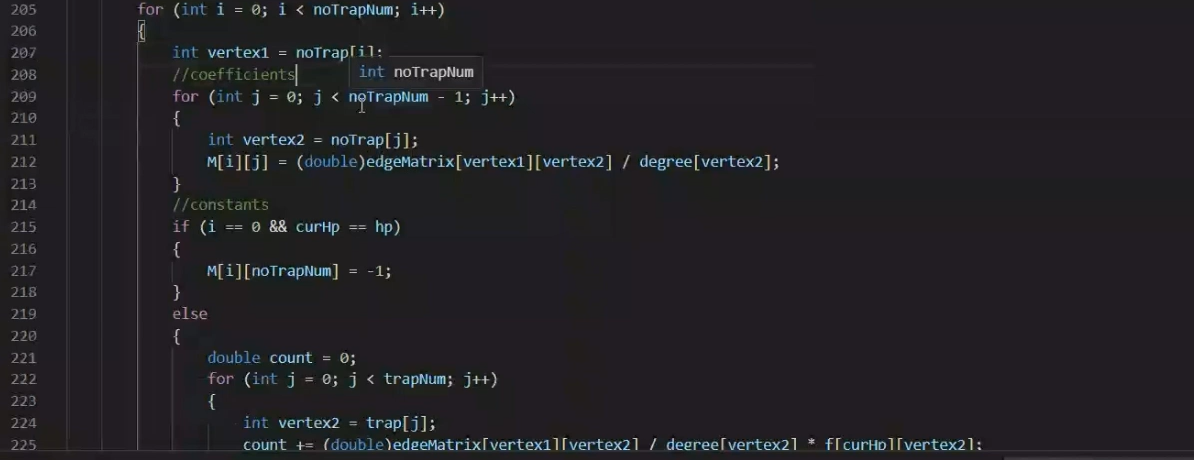 205 for (int i = 0; i < noTrapNum; i++)
206 {
207 int vertex1 = noTrap[i];
208 //coefficients
int noTrapNum
209 for (int j = 0; j < noTrapNum - 1; j++)
210 {
211 int vertex2 = noTrap[j];
212 M[i][j] = (double)edgeMatrix[vertex1][vertex2] / degree[vertex2];
213 }
214 //constants
215 if (i == 0 && curHp == hp)
216 {
217 M[i][noTrapNum] = -1;
218 }
219 else
220 {
221 double count = 0;
222 for (int j = 0; j < trapNum; j++)
223 {
224 int vertex2 = trap[j];
225 count += (double)edgeMatrix[vertex1][vertex2] / degree[vertex2] * f[curHp][vertex2];